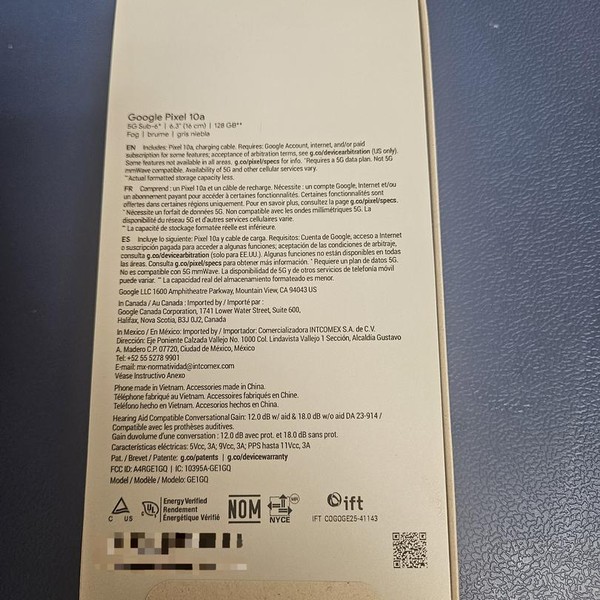 Google Pixel 10a
5G Sub-6* | 6.3" (16 cm) | 128 GB**
Fog | brume | gris niebla
EN Includes: Pixel 10a, charging cable. Requires: Google Account, internet, and/or paid
subscription for some features; acceptance of arbitration terms, see g.co/devicearbitration (US only).
Some features not available in all areas. g.co/pixel/specs for info. *Requires a 5G data plan. Not 5G
mmWave compatible. Availability of 5G and other cellular services vary.
**Actual formatted storage capacity less.
FR Comprend : un Pixel 10a et un câble de recharge. Nécessite : un compte Google, Internet et/ou
un abonnement payant pour accéder à certaines fonctionnalités. Certaines fonctionnalités sont
offertes dans certaines régions uniquement. Pour en savoir plus, consultez la page g.co/pixel/specs.
*Nécessite un forfait de données 5G. Non compatible avec les ondes millimétriques 5G. La
disponibilité du réseau 5G et d'autres services cellulaires varie.
** La capacité de stockage formatée réelle est inférieure.
ES Incluye lo siguiente: Pixel 10a y cable de carga. Requisitos: Cuenta de Google, acceso a Internet
o suscripción pagada para acceder a algunas funciones; aceptación de las condiciones de arbitraje,
consulta g.co/devicearbitration (solo para EE.UU.). Algunas funciones no están disponibles en todas
las áreas. Consulta g.co/pixel/specs para obtener más información. *Requiere un plan de datos 5G.
No es compatible con 5G mmWave. La disponibilidad de 5G y de otros servicios de telefonía móvil
puede variar. ** La capacidad real del almacenamiento formateado es menor.
Google LLC 1600 Amphitheatre Parkway, Mountain View, CA 94043 US
In Canada / Au Canada : Imported by / Importé par :
Google Canada Corporation, 1741 Lower Water Street, Suite 600,
Halifax, Nova Scotia, B3J 0J2, Canada
In Mexico / En México: Imported by / Importador: Comercializadora INTCOMEX S.A. de C.V.
Dirección: Eje Poniente Calzada Vallejo No. 1000 Col. Lindavista Vallejo 1 Sección, Alcaldía Gustavo
A. Madero C.P. 07720, Ciudad de México, México
Tel: +52 55 5278 9901
E-mail: mx-normatividad@intcomex.com
Véase Instructivo Anexo
Phone made in Vietnam. Accessories made in China.
Téléphone fabriqué au Vietnam. Accessoires fabriqués en Chine.
Teléfono hecho en Vietnam. Accesorios hechos en China.
Hearing Aid Compatible Conversational Gain: 12.0 dB w/ aid & 18.0 dB w/o aid DA 23-914 /
Compatible avec les prothèses auditives.
Gain du volume d'une conversation : 12.0 dB avec prot. et 18.0 dB sans prot.
Características eléctricas: 5Vcc, 3A; 9Vcc, 3A; PPS hasta 11Vcc, 3A
Pat. / Brevet / Patente: g.co/patents | g.co/devicewarranty
FCC ID: A4RGE1GQ | IC: 10395A-GE1GQ
Model / Modèle / Modelo: GE1GQ
C US
UL
Energy Verified
Rendement
Énergétique Vérifié
NOM
NYCE
ift
IFT COGOGE25-41143